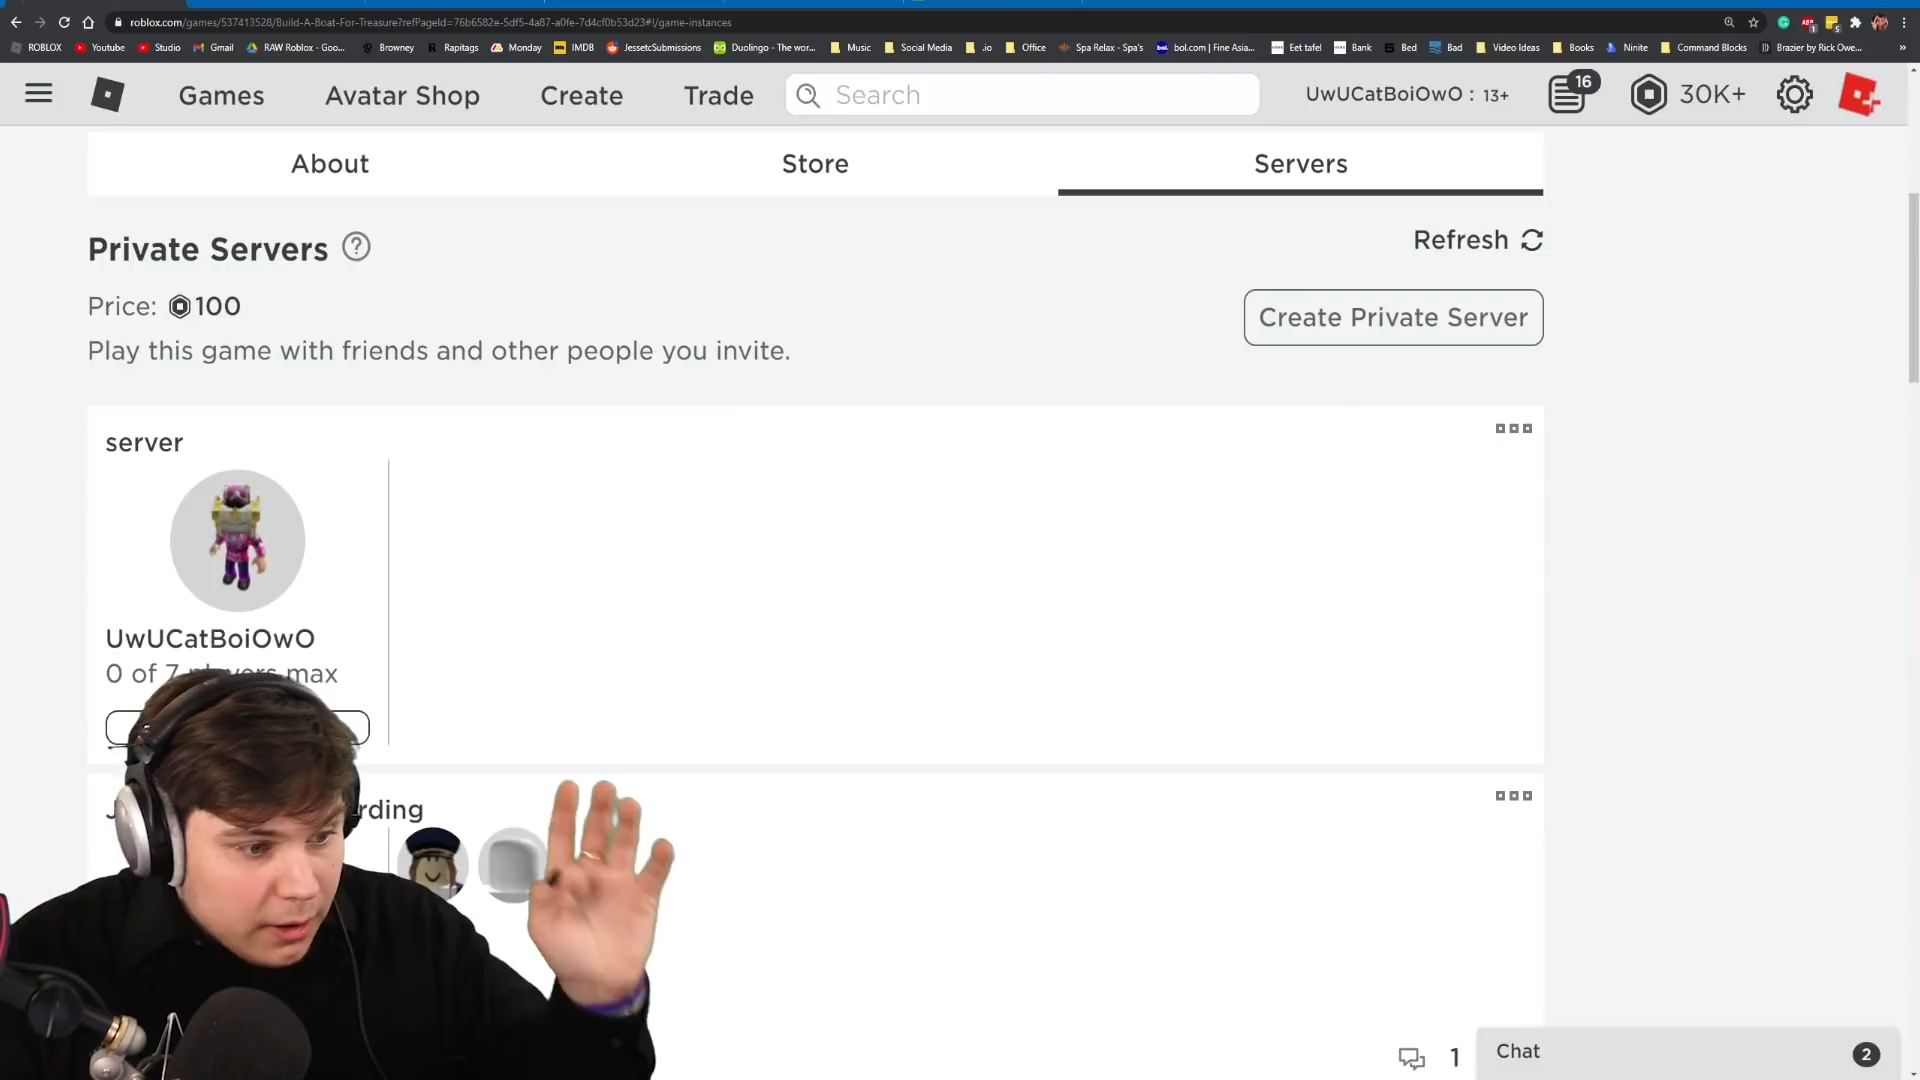 roblox.com/games/537413528/Build-A-Boat-For-Treasure?refPageId=76b6582e-5df5-4a87-a0fe-7d4cf0b53d23#!/game-instances
ROBLOX Youtube Studio Gmail RAW Roblox - Goo... Browney Rapitags Monday IMDB JessetcSubmissions Duolingo - The wor... Music Social Media .io Office Spa Relax - Spa's bol.com | Fine Asia... Eet tafel Bank Bed Bad Video Ideas Books Ninite Command Blocks Brazier by Rick Owe... »
Games Avatar Shop Create Trade Search UwUCatBoiOwO : 13+ 16 30K+
About Store Servers
Private Servers ? Refresh
Price: 100
Create Private Server
Play this game with friends and other people you invite.
server
UwUCatBoiOwO
0 of 7 players max
rding
1 Chat 2